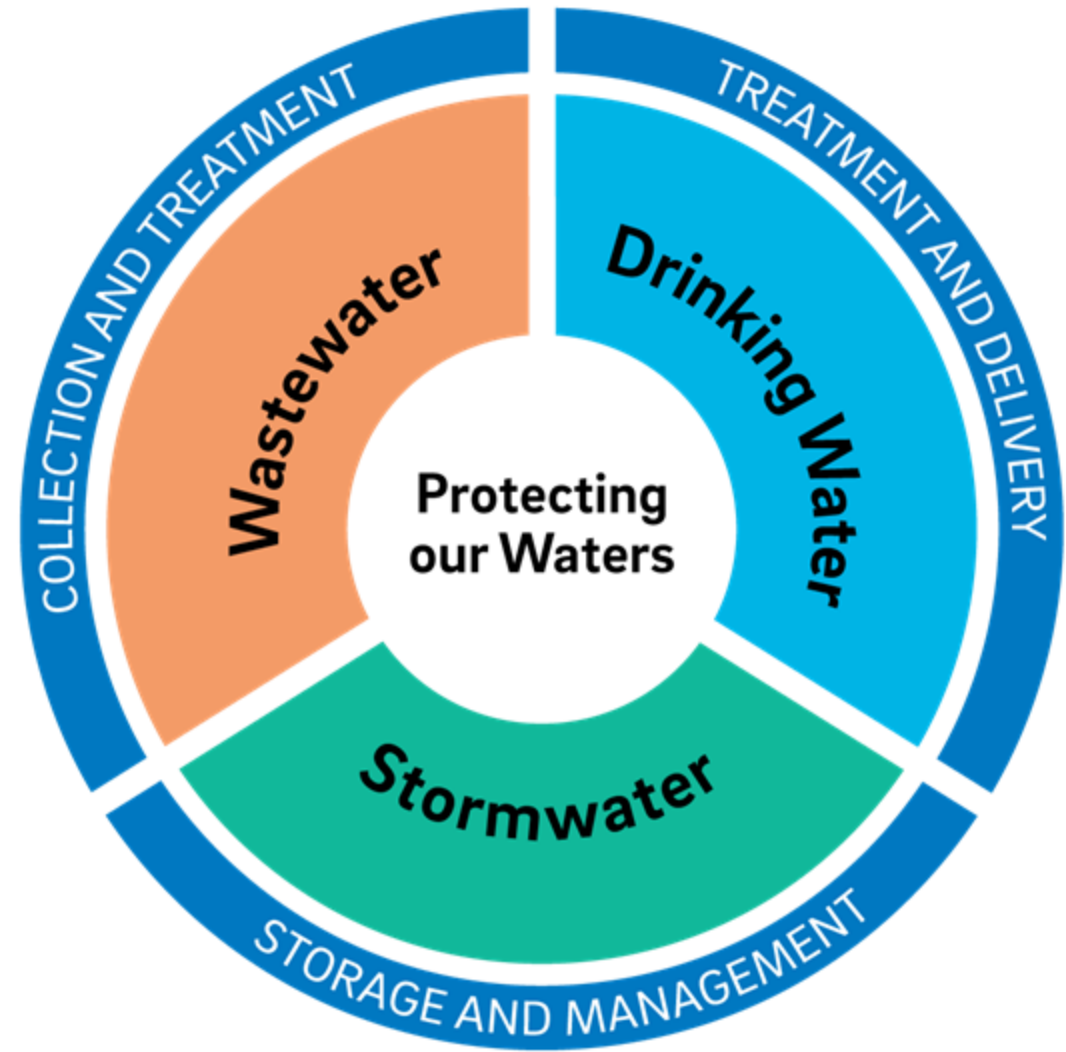 COLLECTION AND TREATMENT
TREATMENT AND DELIVERY
Wastewater
Drinking Water
Protecting
our Waters
Stormwater
STORAGE AND MANAGEMENT